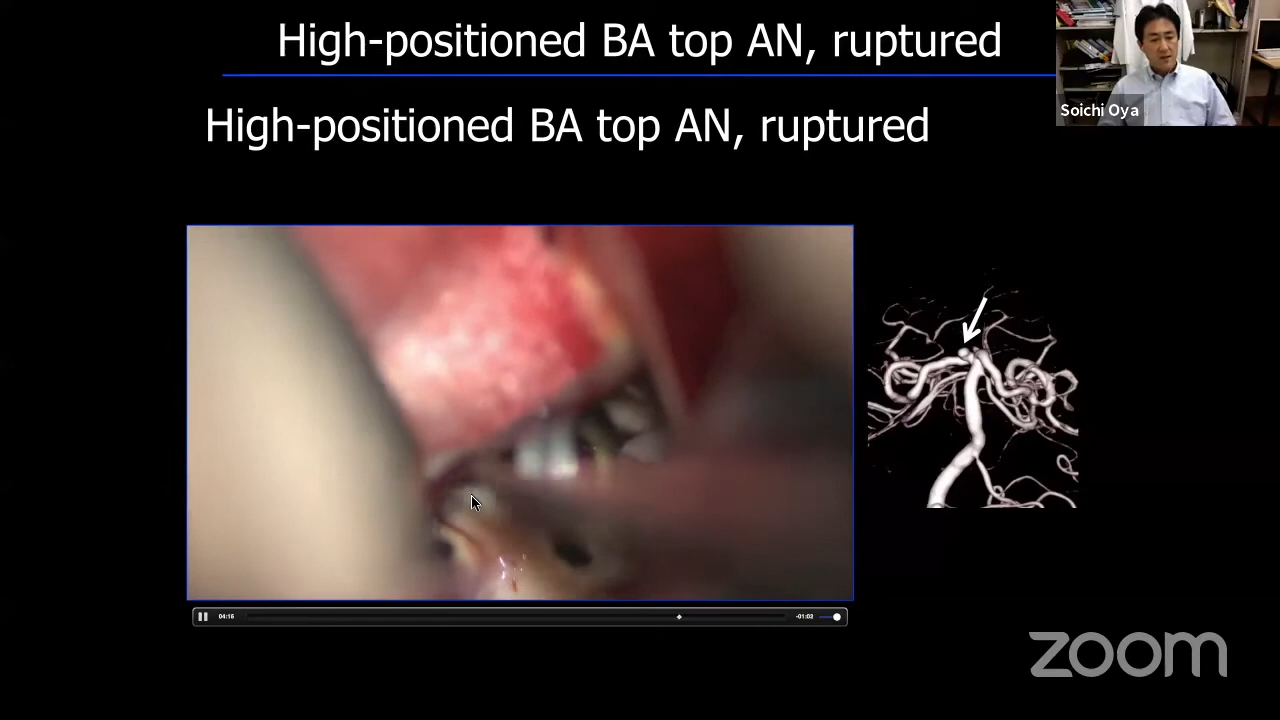 High-positioned BA top AN, ruptured
Soichi Oya
High-positioned BA top AN, ruptured
04:15
-01:02
zoom